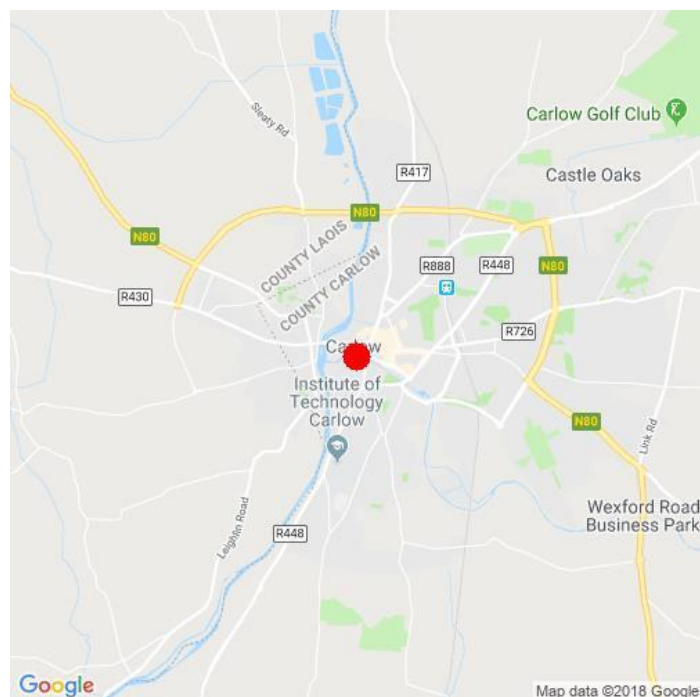 Sleaty Rd
Carlow Golf Club
R417
Castle Oaks
N80
N80
COUNTY LAOIS
COUNTY CARLOW
R888
R448
N80
R430
R726
Carlow
Institute of
Technology
Carlow
N80
Link Rd
Leighlin Road
R448
Wexford Road
Business Park
Google
Map data ©2018 Google